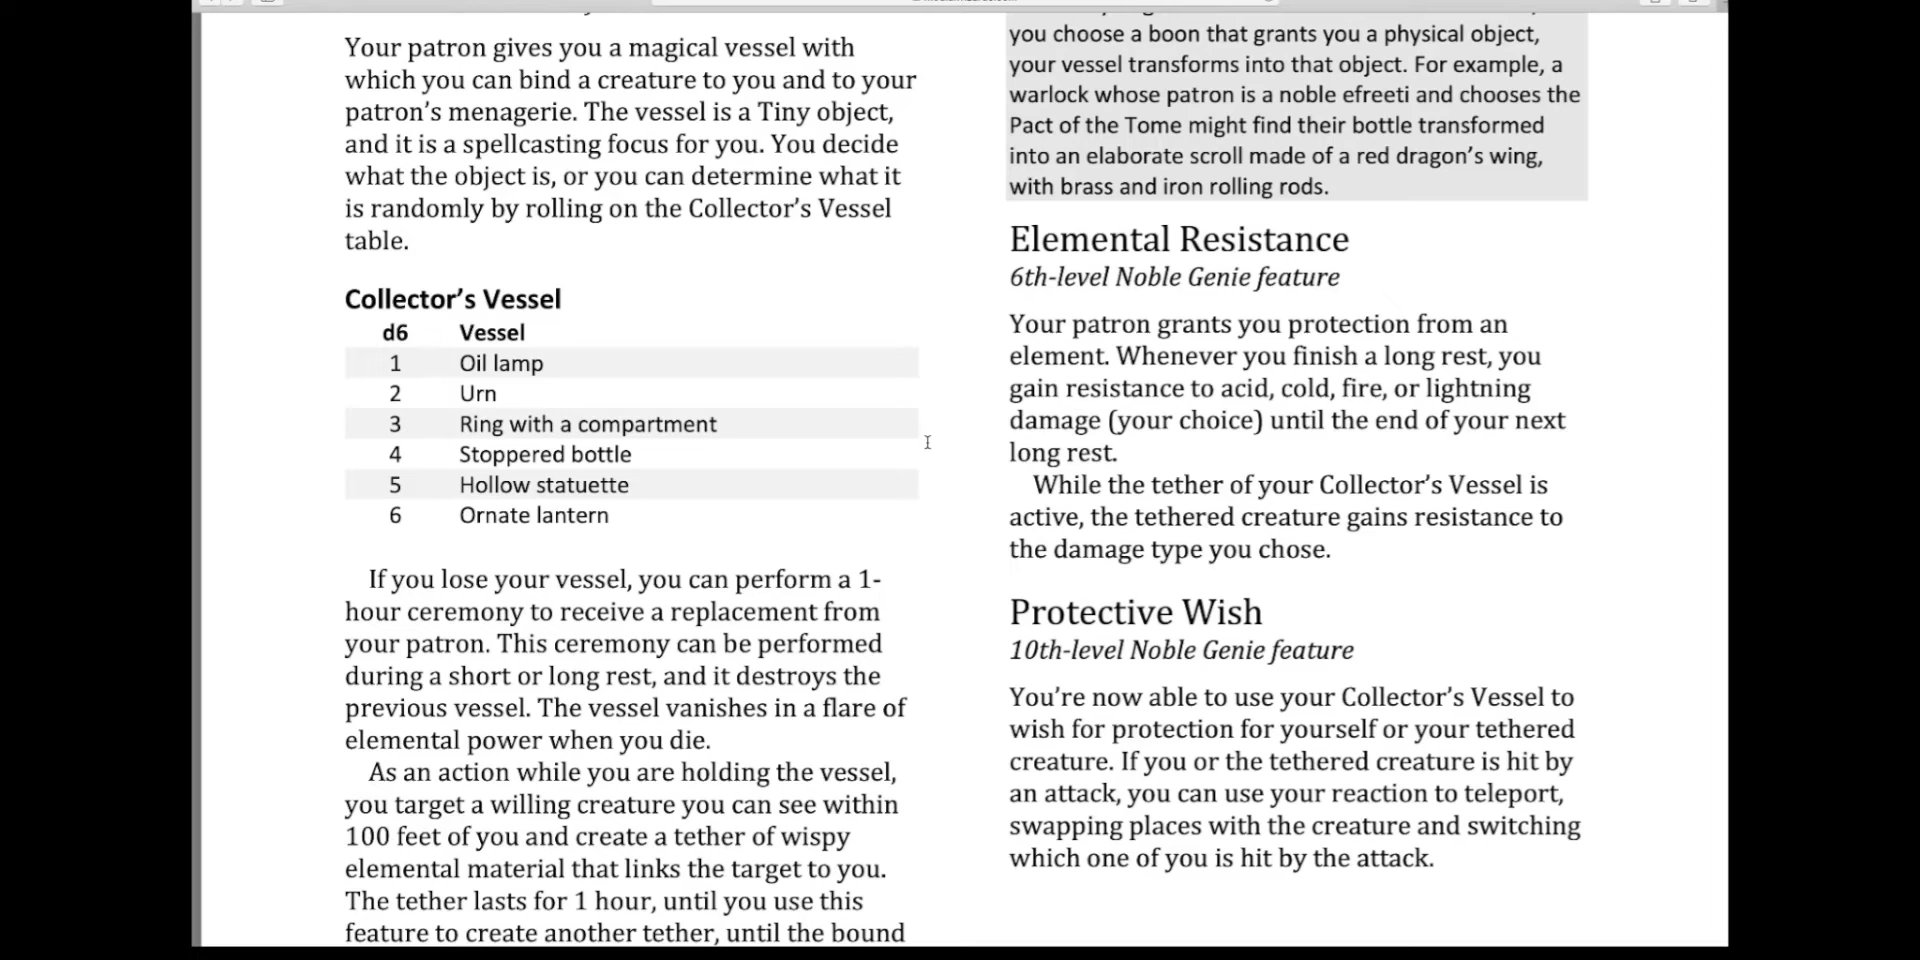 Your patron gives you a magical vessel with
which you can bind a creature to you and to your
patron's menagerie. The vessel is a Tiny object,
and it is a spellcasting focus for you. You decide
what the object is, or you can determine what it
is randomly by rolling on the Collector's Vessel
table.
Collector's Vessel
d6 Vessel
1 Oil lamp
2 Urn
3 Ring with a compartment
4 Stoppered bottle
5 Hollow statuette
6 Ornate lantern
If you lose your vessel, you can perform a 1-
hour ceremony to receive a replacement from
your patron. This ceremony can be performed
during a short or long rest, and it destroys the
previous vessel. The vessel vanishes in a flare of
elemental power when you die.
As an action while you are holding the vessel,
you target a willing creature you can see within
100 feet of you and create a tether of wispy
elemental material that links the target to you.
The tether lasts for 1 hour, until you use this
feature to create another tether, until the bound
you choose a boon that grants you a physical object,
your vessel transforms into that object. For example, a
warlock whose patron is a noble efreeti and chooses the
Pact of the Tome might find their bottle transformed
into an elaborate scroll made of a red dragon's wing,
with brass and iron rolling rods.
Elemental Resistance
6th-level Noble Genie feature
Your patron grants you protection from an
element. Whenever you finish a long rest, you
gain resistance to acid, cold, fire, or lightning
damage (your choice) until the end of your next
long rest.
While the tether of your Collector's Vessel is
active, the tethered creature gains resistance to
the damage type you chose.
Protective Wish
10th-level Noble Genie feature
You're now able to use your Collector's Vessel to
wish for protection for yourself or your tethered
creature. If you or the tethered creature is hit by
an attack, you can use your reaction to teleport,
swapping places with the creature and switching
which one of you is hit by the attack.